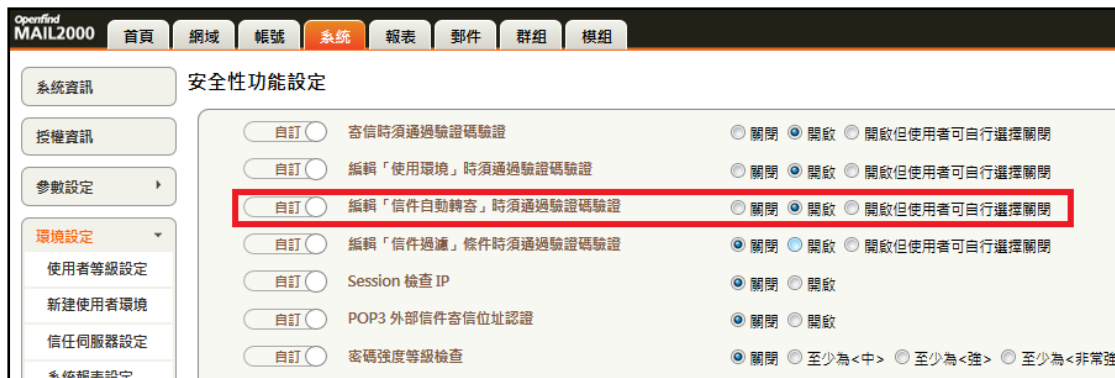 Openfind
MAIL2000 首頁 網域 帳號 系統 報表 郵件 群組 模組
系統資訊
授權資訊
參數設定
環境設定
使用者等級設定
新建使用者環境
信任伺服器設定
系統報表設定
安全性功能設定
自訂 寄信時須通過驗證碼驗證 關閉 開啟 開啟但使用者可自行選擇關閉
自訂 編輯「使用環境」時須通過驗證碼驗證 關閉 開啟 開啟但使用者可自行選擇關閉
自訂 編輯「信件自動轉寄」時須通過驗證碼驗證 關閉 開啟 開啟但使用者可自行選擇關閉
自訂 編輯「信件過濾」條件時須通過驗證碼驗證 關閉 開啟 開啟但使用者可自行選擇關閉
自訂 Session 檢查 IP 關閉 開啟
自訂 POP3 外部信件寄信位址認證 關閉 開啟
自訂 密碼強度等級檢查 關閉 至少為<中> 至少為<強> 至少為<非常強